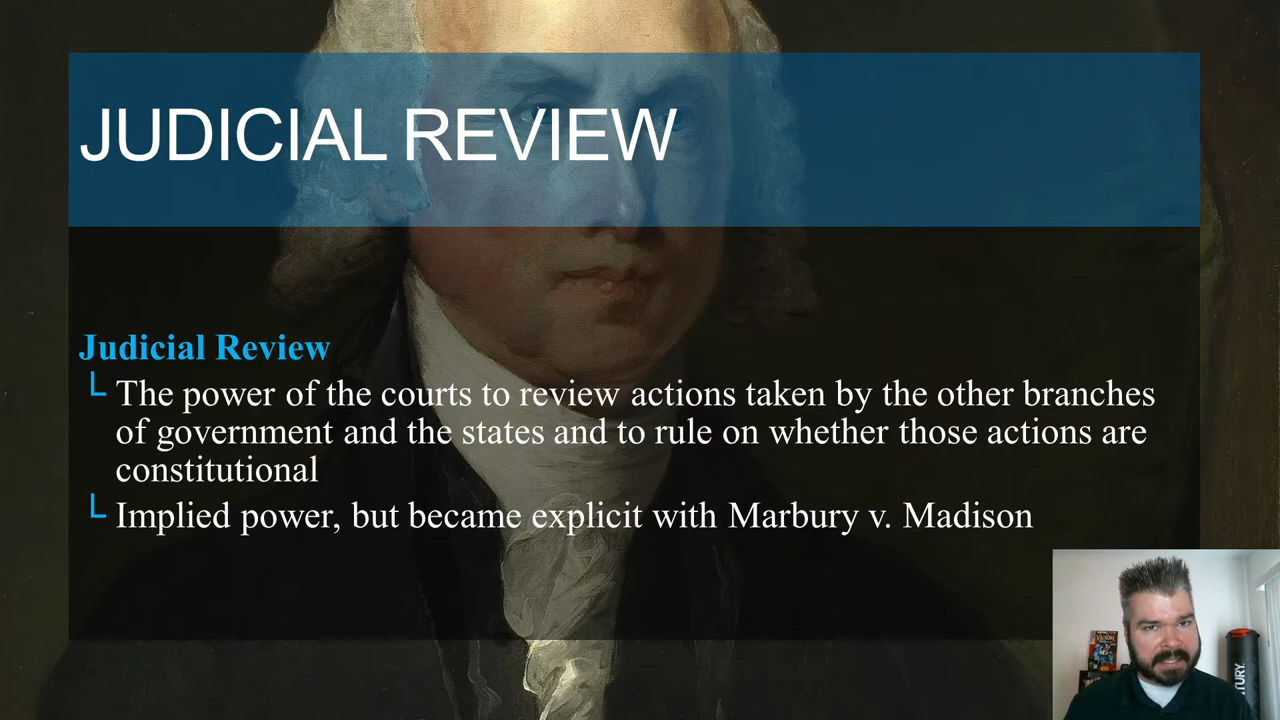 JUDICIAL REVIEW
Judicial Review
The power of the courts to review actions taken by the other branches
of government and the states and to rule on whether those actions are
constitutional
Implied power, but became explicit with Marbury v. Madison